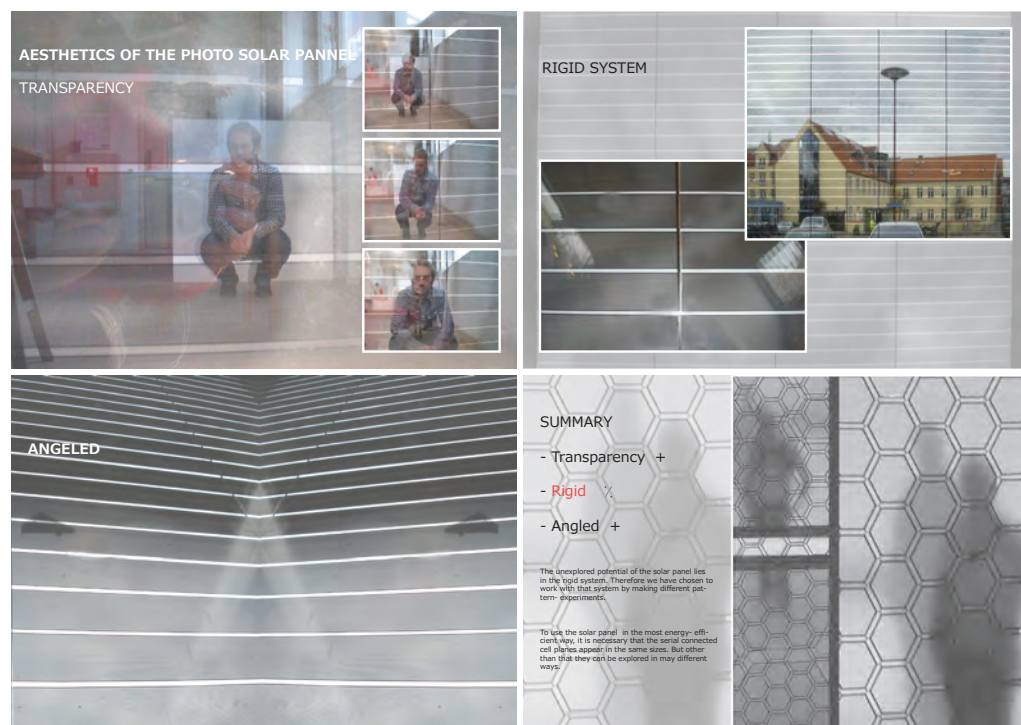 AESTHETICS OF THE PHOTO SOLAR PANNEL
TRANSPARENCY
RIGID SYSTEM
ANGELED
SUMMARY
- Transparency +
- Rigid ⁒
- Angled +
The unexplored potential of the solar panel lies
in the rigid system. Therefore we have chosen to
work with that system by making different pat-
tern- experiments.
To use the solar panel in the most energy- effi-
cient way, it is necessary that the serial connected
cell planes appear in the same sizes. But other
than that they can be explored in may different
ways.